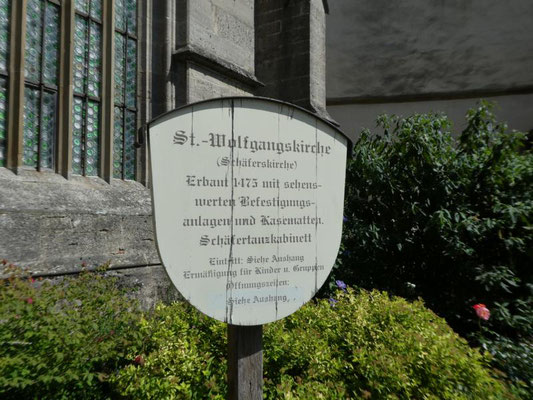 St.-Wolfgangskirche
(Schäferskirche)
Erbaut 1475 mit sehens-
werten Befestigungs-
anlagen und Kasematten.
Schäfertanzkabinett
Eintritt: Siehe Aushang
Ermäßigung für Kinder u. Gruppen
Öffnungszeiten:
Siehe Aushang